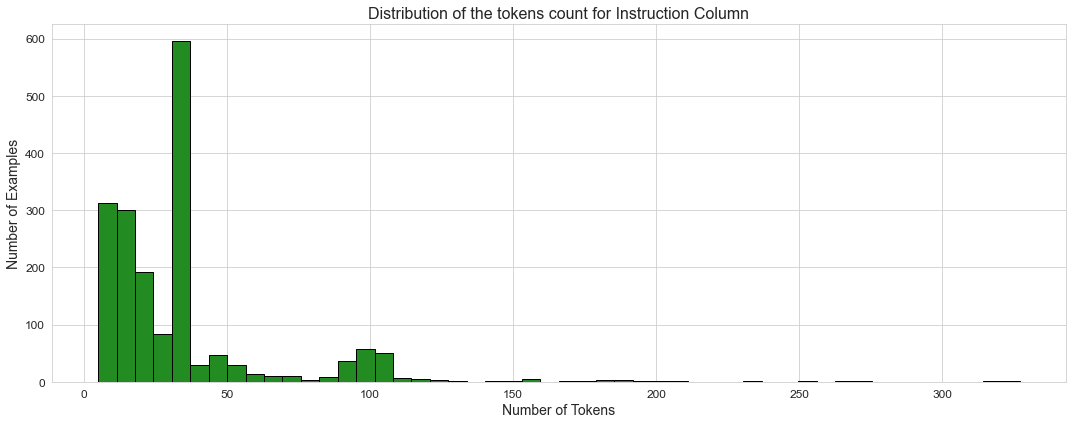 Distribution of the tokens count for Instruction Column
Number of Examples
600
500
400
300
200
100
0
0 50 100 150 200 250 300
Number of Tokens